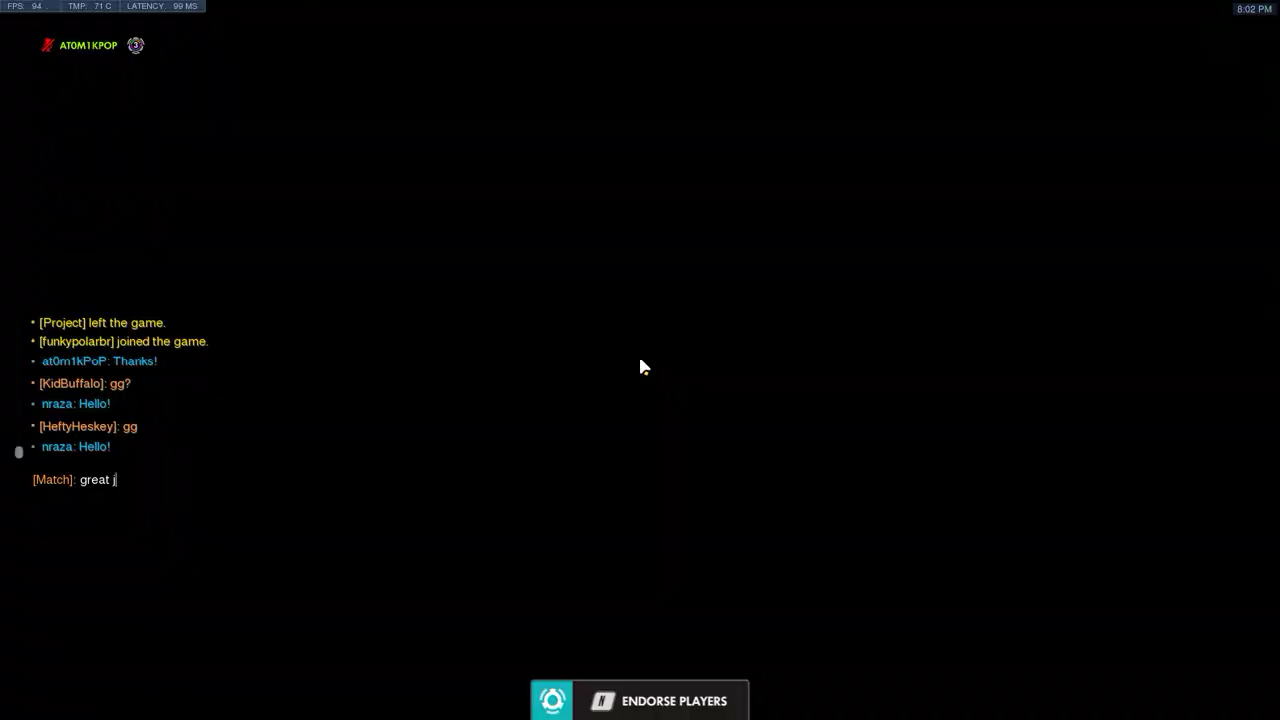 FPS: 94 TMP: 71 C LATENCY: 99 MS
8:02 PM
AT0M1KPOP 3
• [Project] left the game.
• [funkypolarbr] joined the game.
• at0m1kPoP: Thanks!
• [KidBuffalo]: gg?
• nraza: Hello!
• [HeftyHeskey]: gg
• nraza: Hello!
[Match]: great j
N ENDORSE PLAYERS